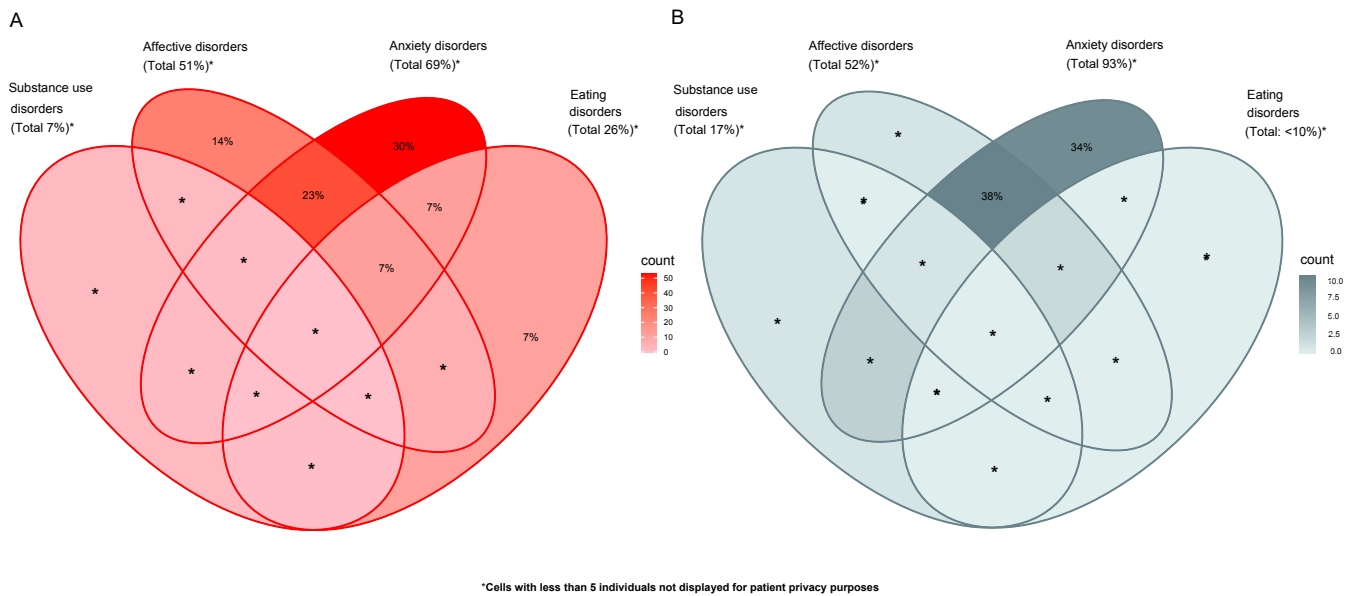 A
Affective disorders
(Total 51%)*
Anxiety disorders
(Total 69%)*
Substance use
disorders
(Total 7%)*
Eating
disorders
(Total 26%)*
14%
30%
23%
*
7%
*
7%
*
7%
*
*
*
*
*
*
count
50
40
30
20
10
0
B
Affective disorders
(Total 52%)*
Anxiety disorders
(Total 93%)*
Substance use
disorders
(Total 17%)*
Eating
disorders
(Total: <10%)*
*
34%
38%
*
*
*
*
*
*
*
*
*
*
*
*
count
10.0
7.5
5.0
2.5
0.0
*Cells with less than 5 individuals not displayed for patient privacy purposes